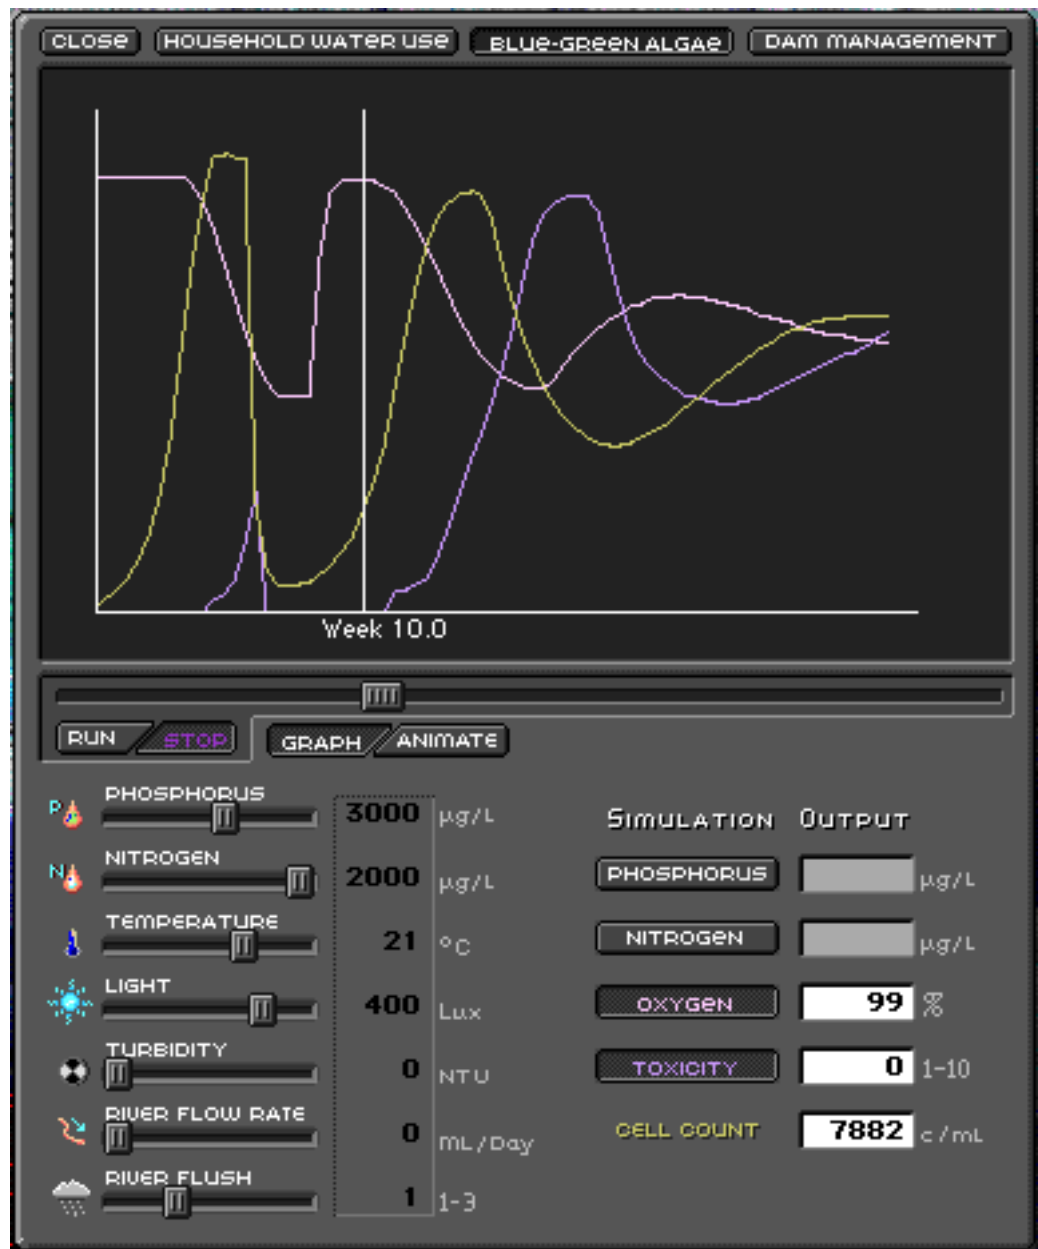 CLOSE HOUSEHOLD WATER USE BLUE-GREEN ALGAE DAM MANAGEMENT
Week 10.0
RUN STOP GRAPH ANIMATE
PHOSPHORUS
P 3000 µg/L
SIMULATION OUTPUT
NITROGEN
N 2000 µg/L
PHOSPHORUS µg/L
TEMPERATURE
21 °C
NITROGEN µg/L
LIGHT
400 Lux
OXYGEN 99 %
TURBIDITY
0 NTU
TOXICITY 0 1-10
RIVER FLOW RATE
0 mL/Day
CELL COUNT 7882 c/mL
RIVER FLUSH
1 1-3